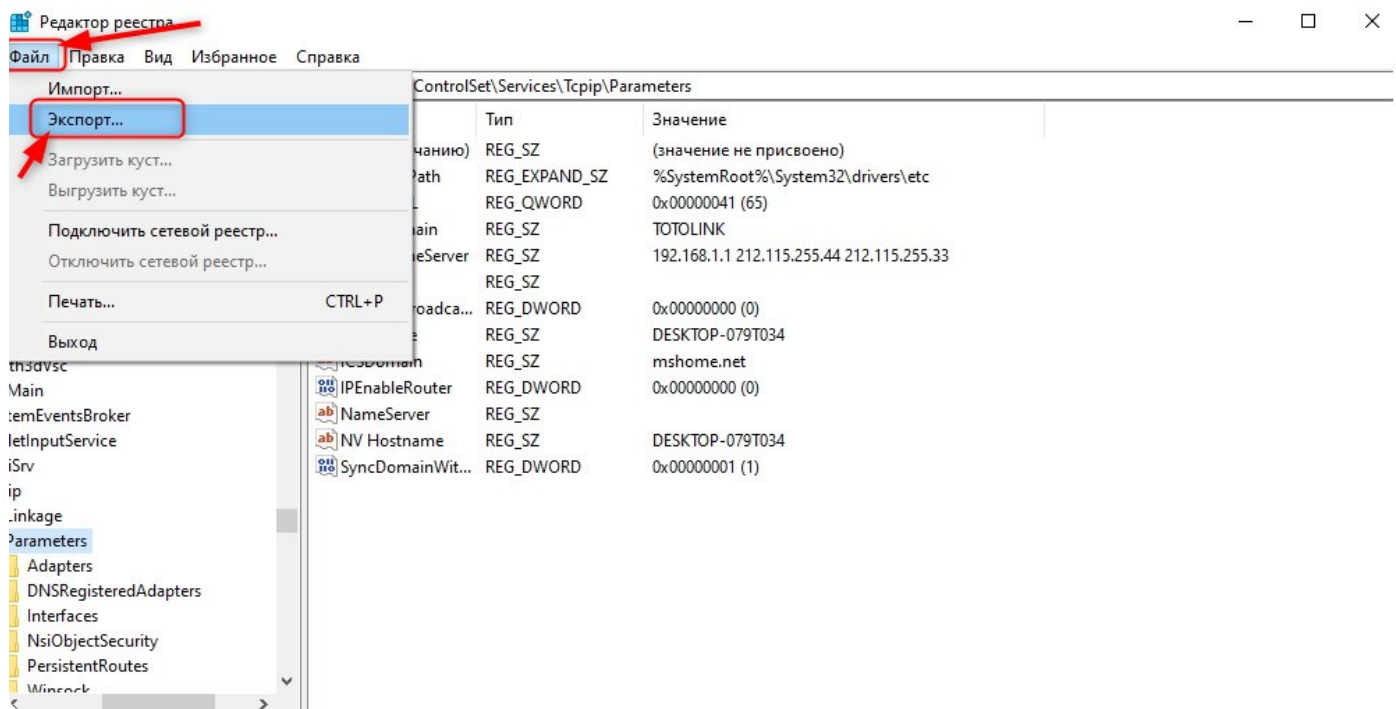 Редактор реестра
Файл Правка Вид Избранное Справка
Импорт...
Экспорт...
Загрузить куст...
Выгрузить куст...
Подключить сетевой реестр...
Отключить сетевой реестр...
Печать... CTRL+P
Выход
ControlSet\Services\Tcpip\Parameters
Тип Значение
чанию) REG_SZ (значение не присвоено)
Path REG_EXPAND_SZ %SystemRoot%\System32\drivers\etc
REG_QWORD 0x00000041 (65)
ain REG_SZ TOTOLINK
eServer REG_SZ 192.168.1.1 212.115.255.44 212.115.255.33
REG_SZ
roadca... REG_DWORD 0x00000000 (0)
e REG_SZ DESKTOP-079T034
ICSDomain REG_SZ mshome.net
IPEnableRouter REG_DWORD 0x00000000 (0)
NameServer REG_SZ
NV Hostname REG_SZ DESKTOP-079T034
SyncDomainWit... REG_DWORD 0x00000001 (1)
th3dVsc
Main
temEventsBroker
letInputService
iSrv
ip
Linkage
Parameters
Adapters
DNSRegisteredAdapters
Interfaces
NsiObjectSecurity
PersistentRoutes
Winsock